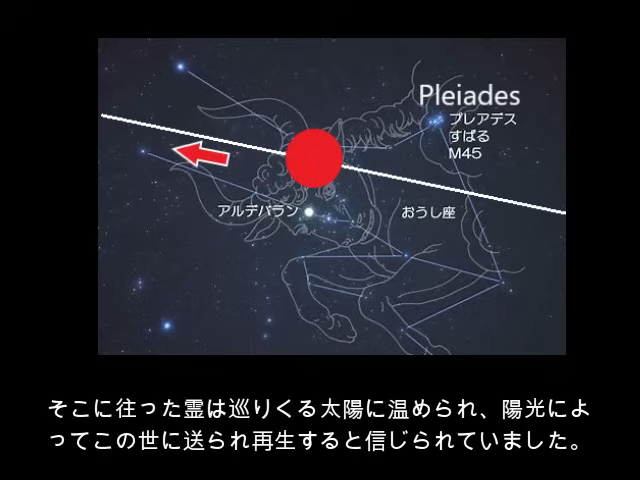 Pleiades
プレアデス
すばる
M45
アルデバラン
おうし座
そこに往った霊は巡りくる太陽に温められ、陽光によ
ってこの世に送られ再生すると信じられていました。